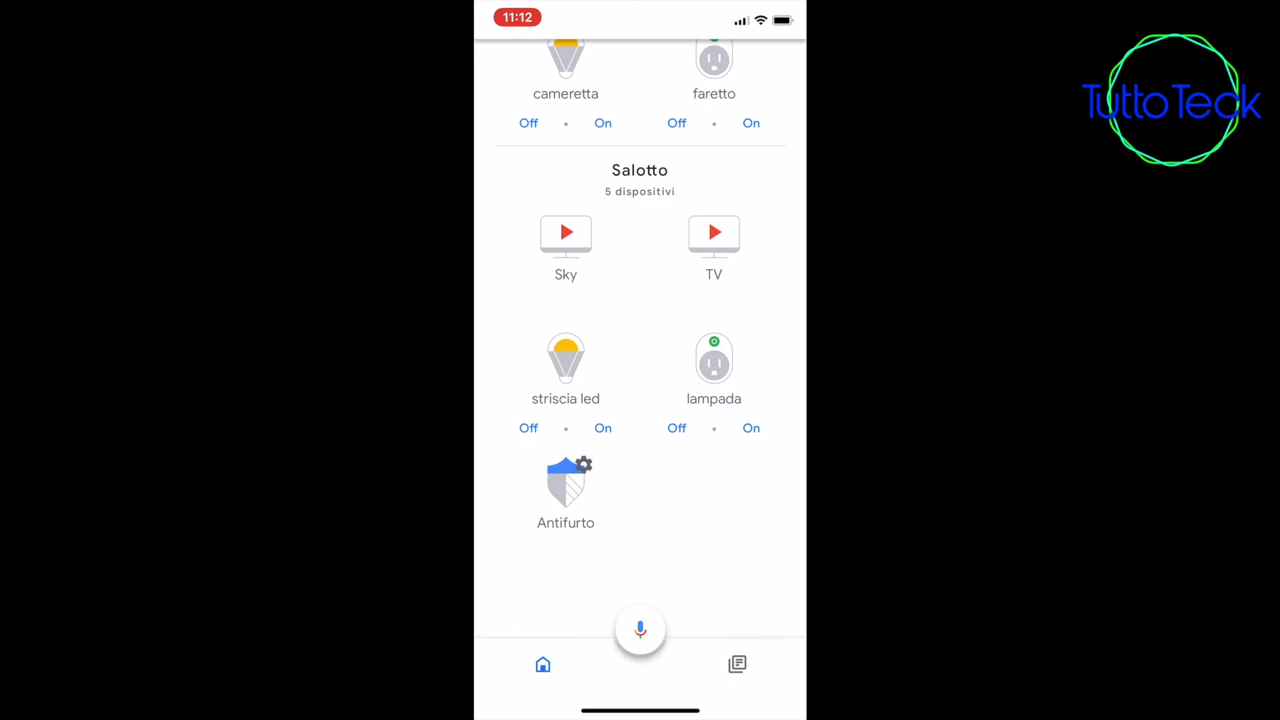 11:12
TuttoTeck
cameretta
faretto
Off • On
Off • On
Salotto
5 dispositivi
Sky
TV
striscia led
lampada
Off • On
Off • On
Antifurto